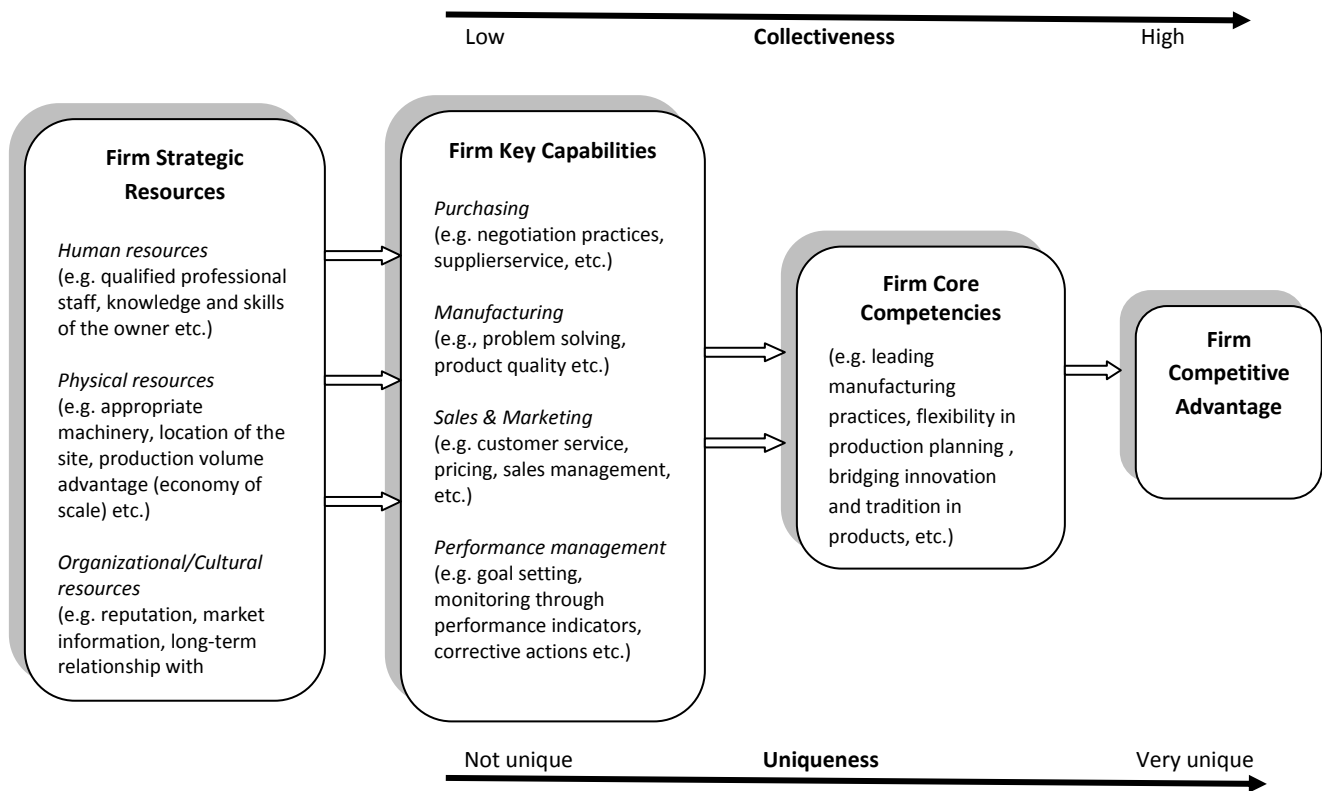 Low Collectiveness High
Firm Strategic
Resources
Human resources
(e.g. qualified professional
staff, knowledge and skills
of the owner etc.)
Physical resources
(e.g. appropriate
machinery, location of the
site, production volume
advantage (economy of
scale) etc.)
Organizational/Cultural
resources
(e.g. reputation, market
information, long-term
relationship with
Firm Key Capabilities
Purchasing
(e.g. negotiation practices,
supplierservice, etc.)
Manufacturing
(e.g., problem solving,
product quality etc.)
Sales & Marketing
(e.g. customer service,
pricing, sales management,
etc.)
Performance management
(e.g. goal setting,
monitoring through
performance indicators,
corrective actions etc.)
Firm Core
Competencies
(e.g. leading
manufacturing
practices, flexibility in
production planning ,
bridging innovation
and tradition in
products, etc.)
Firm
Competitive
Advantage
Not unique Uniqueness Very unique